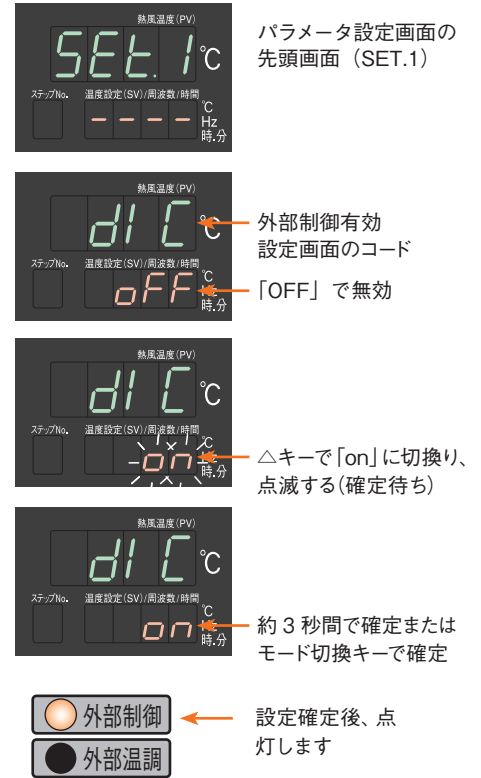 熱風温度(PV)
SEt.1
℃
ステップNo.
温度設定(SV)/周波数/時間
----
℃
Hz
時.分
パラメータ設定画面の
先頭画面（SET.1）
熱風温度(PV)
dI C
℃
ステップNo.
温度設定(SV)/周波数/時間
oFF
℃
Hz
時.分
外部制御有効
設定画面のコード
「OFF」で無効
熱風温度(PV)
dI C
℃
ステップNo.
温度設定(SV)/周波数/時間
on
℃
時.分
△キーで「on」に切換り、
点滅する(確定待ち)
熱風温度(PV)
dI C
℃
ステップNo.
温度設定(SV)/周波数/時間
on
℃
Hz
時.分
約 3 秒間で確定または
モード切換キーで確定
外部制御
外部温調
設定確定後、点
灯します